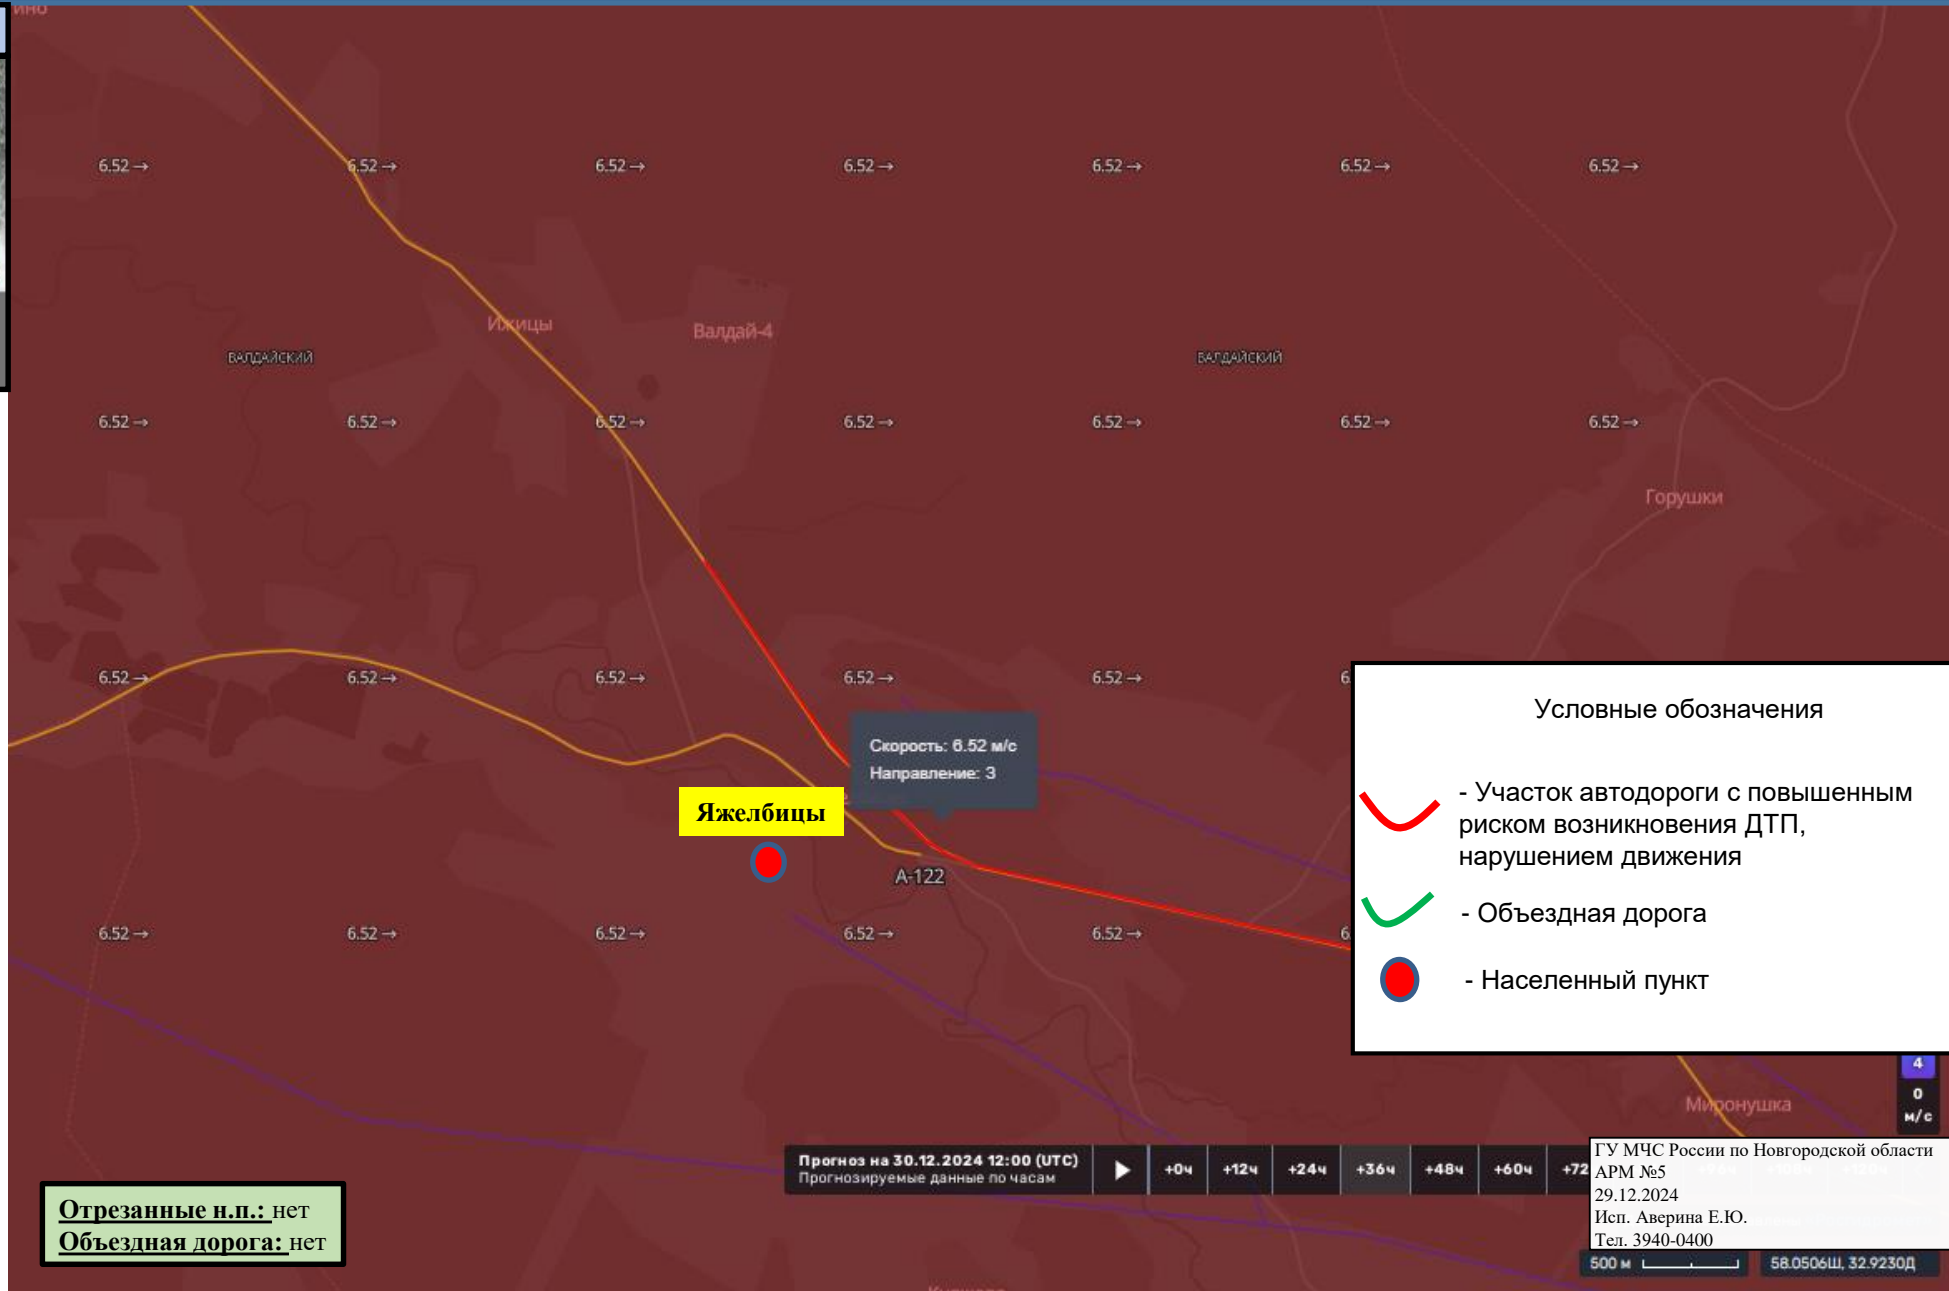 ино
6.52→ 6.52→ 6.52→ 6.52→ 6.52→ 6.52→ 6.52→
Ижицы
Валдай-4
ВАЛДАЙСКИЙ ВАЛДАЙСКИЙ
6.52→ 6.52→ 6.52→ 6.52→ 6.52→ 6.52→ 6.52→
Горушки
6.52→ 6.52→ 6.52→ 6.52→ 6.52→ 6
Скорость: 6.52 м/с
Направление: З
Яжелбицы
А-122
6.52→ 6.52→ 6.52→ 6.52→ 6.52→ 6
Условные обозначения
- Участок автодороги с повышенным
риском возникновения ДТП,
нарушением движения
- Объездная дорога
- Населенный пункт
4
0
м/с
Миронушка
Прогноз на 30.12.2024 12:00 (UTC)
Прогнозируемые данные по часам
+0ч +12ч +24ч +36ч +48ч +60ч +72
ГУ МЧС России по Новгородской области
АРМ №5
29.12.2024
Исп. Аверина Е.Ю.
Тел. 3940-0400
Отрезанные н.п.: нет
Объездная дорога: нет
500 м
58.0506Ш, 32.9230Д